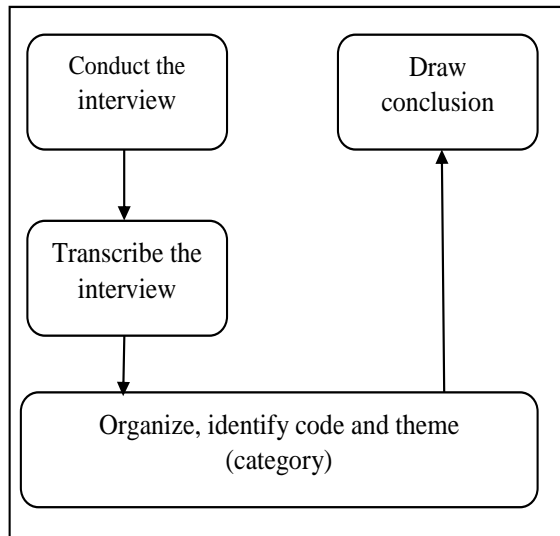 Conduct the
interview
Transcribe the
interview
Organize, identify code and theme
(category)
Draw
conclusion